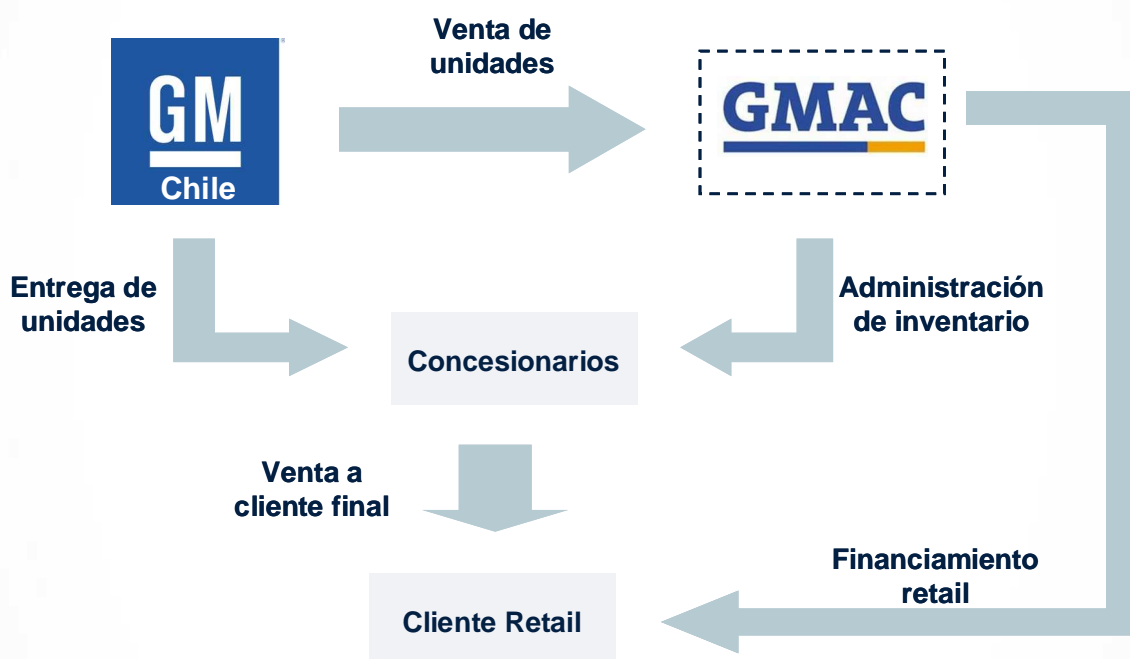 Venta de
unidades
GM
Chile
GMAC
Entrega de
unidades
Administración
de inventario
Concesionarios
Venta a
cliente final
Financiamiento
retail
Cliente Retail